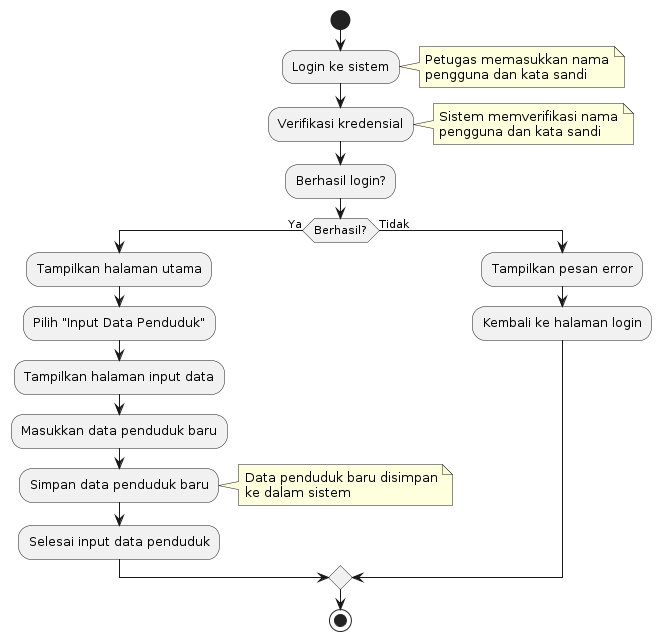 Login ke sistem
Petugas memasukkan nama
pengguna dan kata sandi
Verifikasi kredensial
Sistem memverifikasi nama
pengguna dan kata sandi
Berhasil login?
Ya
Berhasil?
Tidak
Tampilkan halaman utama
Pilih "Input Data Penduduk"
Tampilkan halaman input data
Masukkan data penduduk baru
Simpan data penduduk baru
Data penduduk baru disimpan
ke dalam sistem
Selesai input data penduduk
Tampilkan pesan error
Kembali ke halaman login